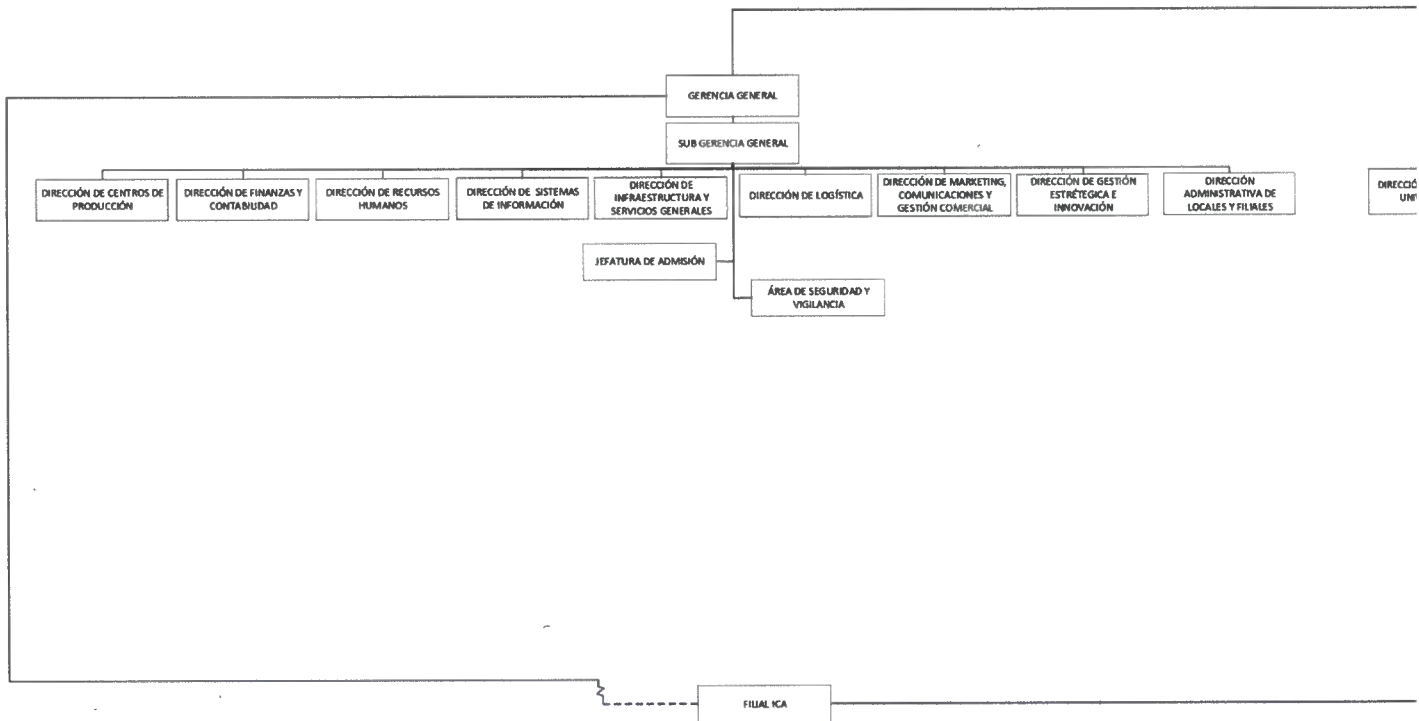 GERENCIA GENERAL
SUB GERENCIA GENERAL
DIRECCIÓN DE CENTROS DE
PRODUCCIÓN
DIRECCIÓN DE FINANZAS Y
CONTABILIDAD
DIRECCIÓN DE RECURSOS
HUMANOS
DIRECCIÓN DE SISTEMAS
DE INFORMACIÓN
DIRECCIÓN DE
INFRAESTRUCTURA Y
SERVICIOS GENERALES
DIRECCIÓN DE LOGÍSTICA
DIRECCIÓN DE MARKETING,
COMUNICACIONES Y
GESTIÓN COMERCIAL
DIRECCIÓN DE GESTIÓN
ESTRÉTEGICA E
INNOVACIÓN
DIRECCIÓN
ADMINISTRATIVA DE
LOCALES Y FILIALES
JEFATURA DE ADMISIÓN
ÁREA DE SEGURIDAD Y
VIGILANCIA
FILIAL ICA